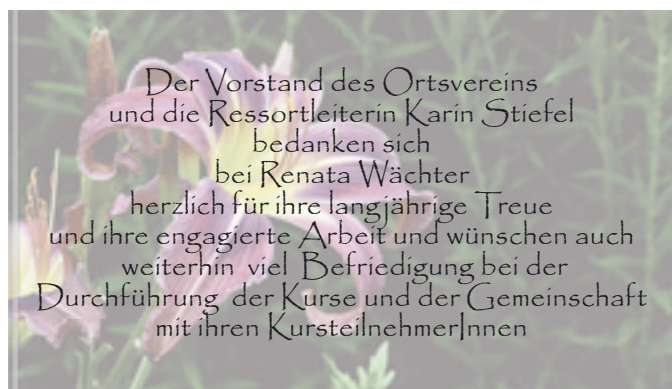 Der Vorstand des Ortsvereins
und die Ressortleiterin Karin Stiefel
bedanken sich
bei Renata Wächter
herzlich für ihre langjährige Treue
und ihre engagierte Arbeit und wünschen auch
weiterhin viel Befriedigung bei der
Durchführung der Kurse und der Gemeinschaft
mit ihren KursteilnehmerInnen